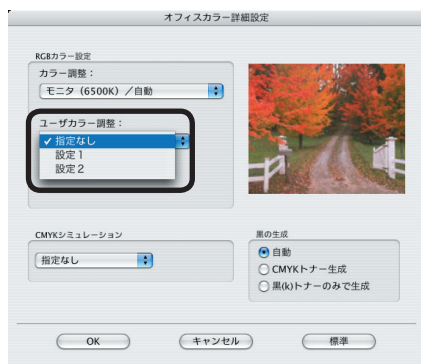 オフィスカラー詳細設定
RGBカラー設定
カラー調整：
モニタ（6500K）／自動
ユーザカラー調整：
✓ 指定なし
設定１
設定２
CMYKシミュレーション
指定なし
黒の生成
自動
CMYKトナー生成
黒(k)トナーのみで生成
OK
キャンセル
標準